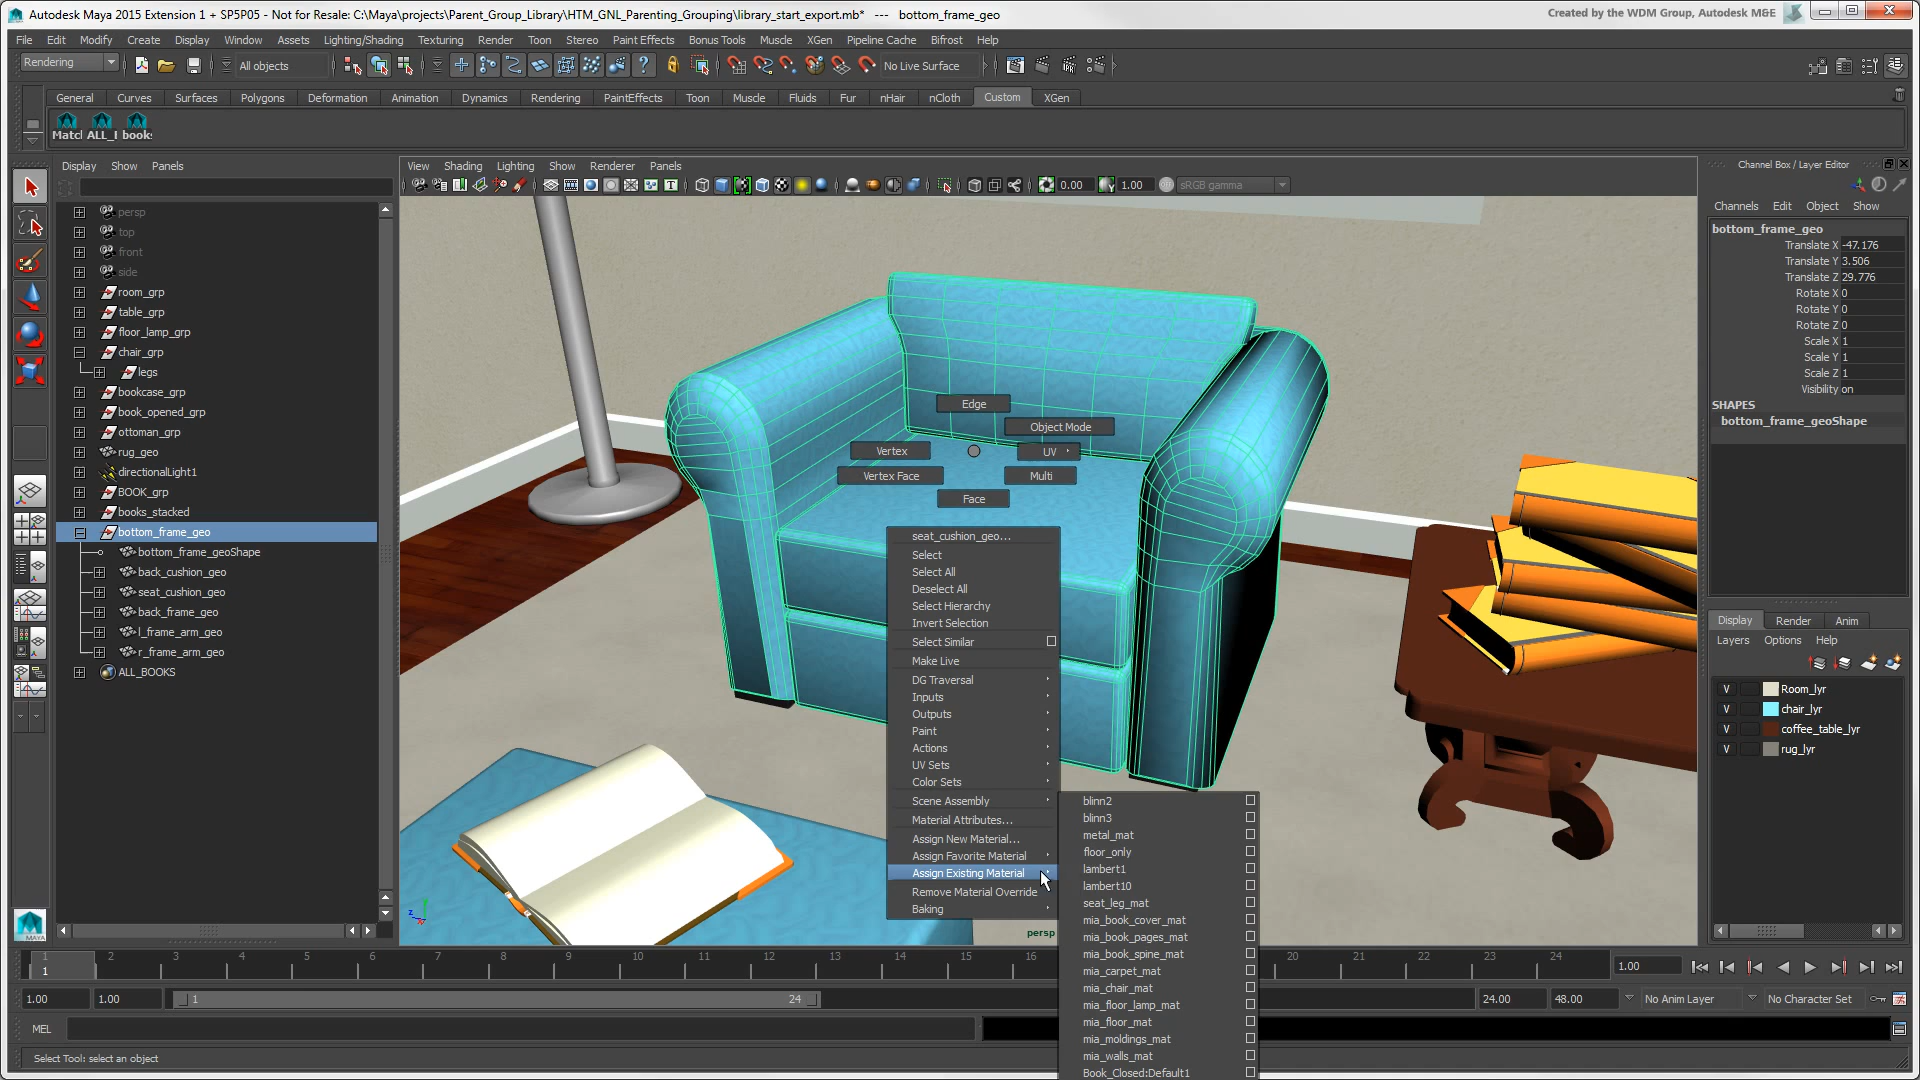 Autodesk Maya 2015 Extension 1 + SP5P05 - Not for Resale: C:\Maya\projects\Parent_Group_Library\HTM_GNL_Parenting_Grouping\library_start_export.mb* --- bottom_frame_geo
Created by the WDM Group, Autodesk M&E
File Edit Modify Create Display Window Assets Lighting/Shading Texturing Render Toon Stereo Paint Effects Bonus Tools Muscle XGen Pipeline Cache Bifrost Help
Rendering All objects No Live Surface
General Curves Surfaces Polygons Deformation Animation Dynamics Rendering PaintEffects Toon Muscle Fluids Fur nHair nCloth Custom XGen
Matcl ALL_I book:
Display Show Panels
View Shading Lighting Show Renderer Panels
0.00 1.00 sRGB gamma
persp
top
front
side
room_grp
table_grp
floor_lamp_grp
chair_grp
legs
bookcase_grp
book_opened_grp
ottoman_grp
rug_geo
directionalLight1
BOOK_grp
books_stacked
bottom_frame_geo
bottom_frame_geoShape
back_cushion_geo
seat_cushion_geo
back_frame_geo
l_frame_arm_geo
r_frame_arm_geo
ALL_BOOKS
MAYA
Edge
Object Mode
Vertex
UV
Vertex Face
Multi
Face
seat_cushion_geo...
Select
Select All
Deselect All
Select Hierarchy
Invert Selection
Select Similar
Make Live
DG Traversal
Inputs
Outputs
Paint
Actions
UV Sets
Color Sets
Scene Assembly
Material Attributes...
Assign New Material...
Assign Favorite Material
Assign Existing Material
Remove Material Override
Baking
blinn2
blinn3
metal_mat
floor_only
lambert1
lambert10
seat_leg_mat
mia_book_cover_mat
mia_book_pages_mat
mia_book_spine_mat
mia_carpet_mat
mia_chair_mat
mia_floor_lamp_mat
mia_floor_mat
mia_moldings_mat
mia_walls_mat
Book_Closed:Default1
persp
Channel Box / Layer Editor
Channels Edit Object Show
bottom_frame_geo
Translate X -47.176
Translate Y 3.506
Translate Z 29.776
Rotate X 0
Rotate Y 0
Rotate Z 0
Scale X 1
Scale Y 1
Scale Z 1
Visibility on
SHAPES
bottom_frame_geoShape
Display Render Anim
Layers Options Help
V Room_lyr
V chair_lyr
V coffee_table_lyr
V rug_lyr
1 2 3 4 5 6 7 8 9 10 11 12 13 14 15 16 20 21 22 23 24
1
1.00
1.00 1.00 1 24 24.00 48.00 No Anim Layer No Character Set
MEL
Select Tool: select an object